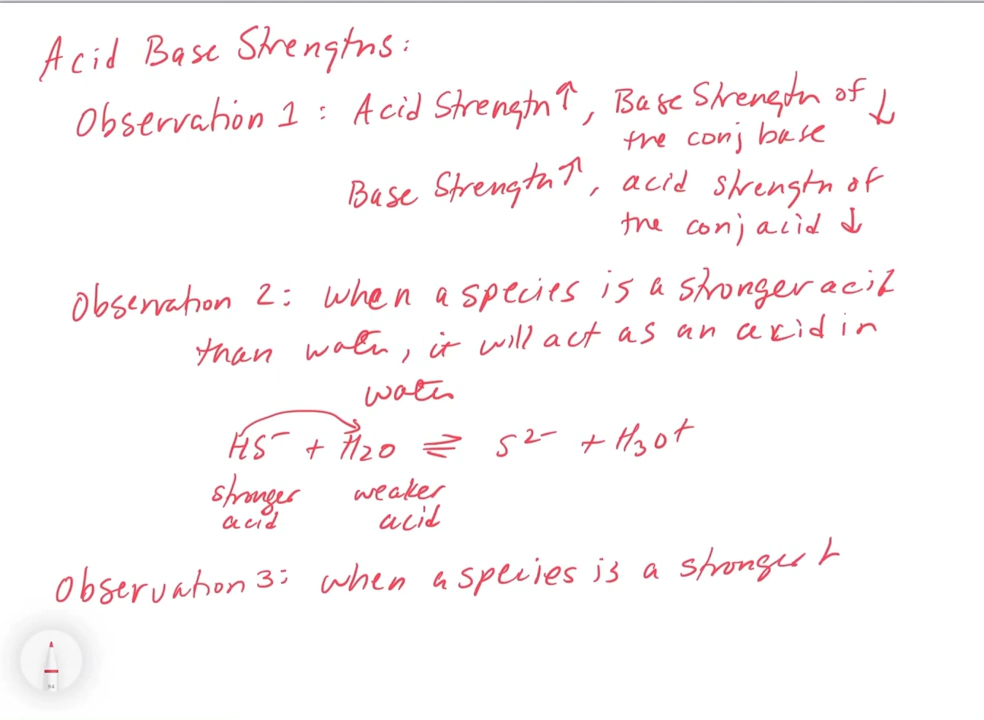 Acid Base Strengths:
Observation 1: Acid Strength↑, Base Strength of ↓
the conj base
Base Strength↑, acid strength of
the conj acid ↓
Observation 2: when a species is a stronger acid
than water, it will act as an acid in
water
HS⁻ + H2O ⇌ S²⁻ + H3O⁺
stronger weaker
acid acid
Observation 3: when a species is a stronger